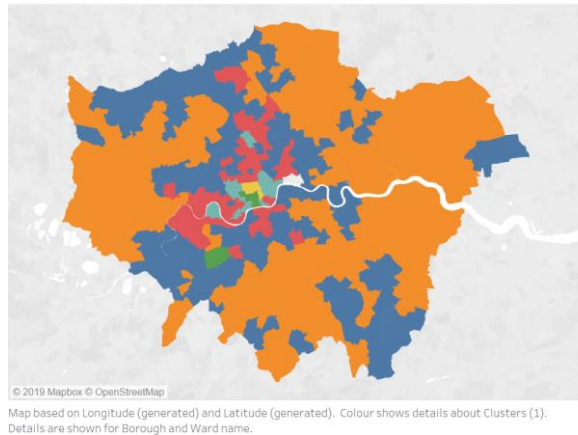 © 2019 Mapbox © OpenStreetMap
Map based on Longitude (generated) and Latitude (generated). Colour shows details about Clusters (1).
Details are shown for Borough and Ward name.